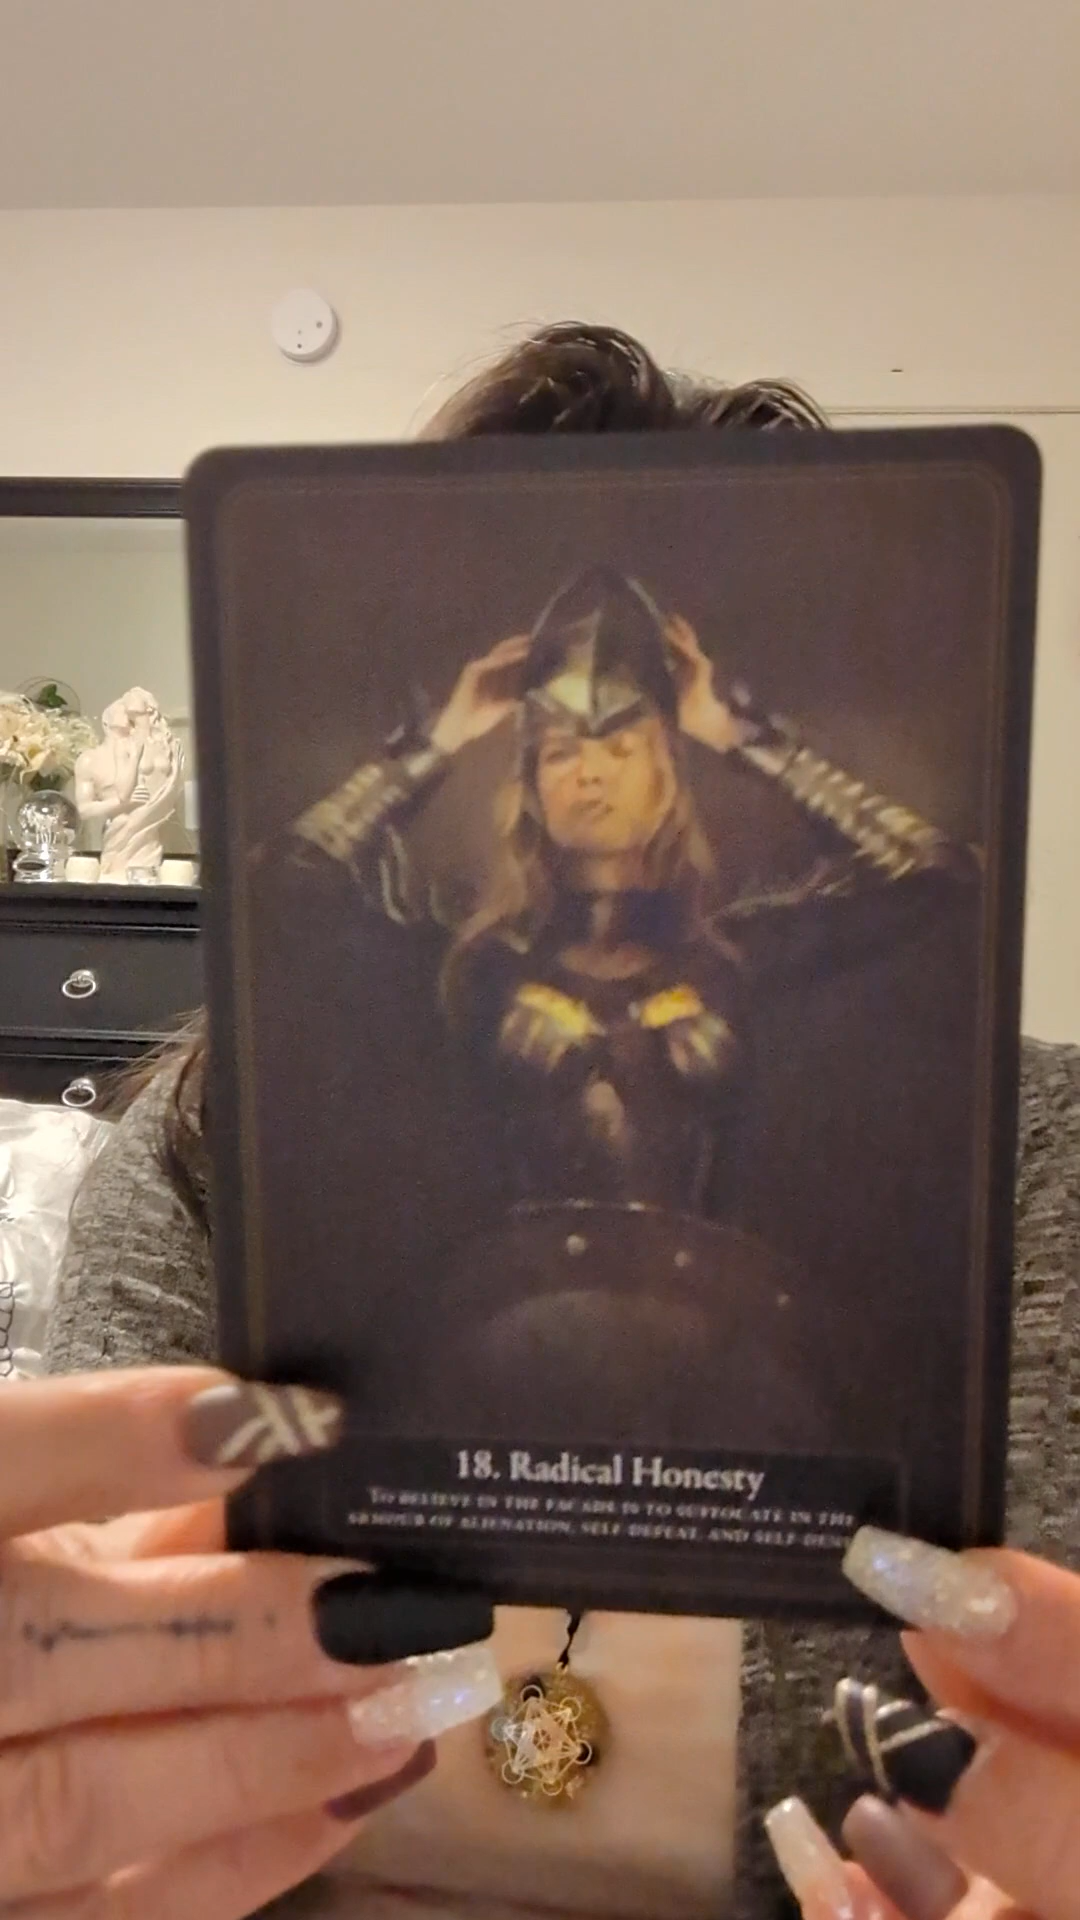 18. Radical Honesty
To believe in the facade is to suffocate in the
armour of alienation, self-defeat, and self-